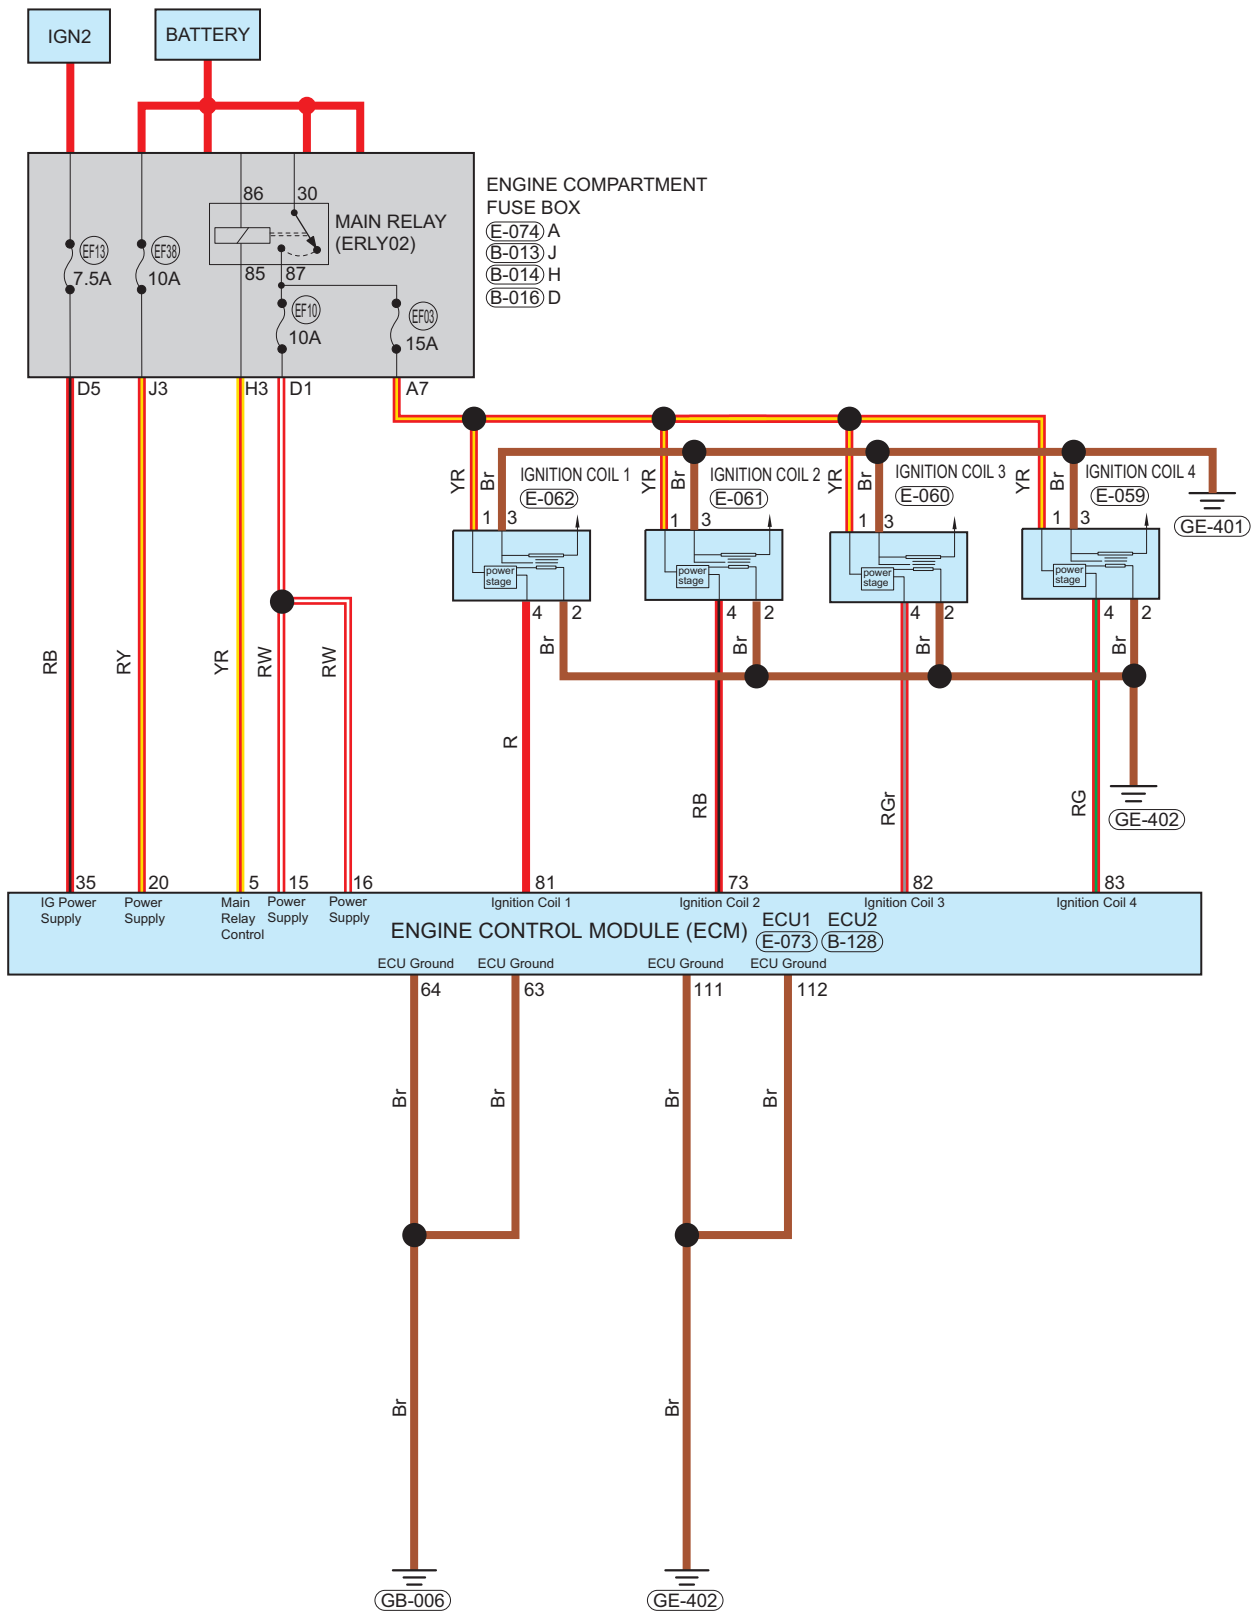 IGN2
BATTERY
86 30
MAIN RELAY
(ERLY02)
85 87
EF13
7.5A
EF38
10A
EF10
10A
EF03
15A
ENGINE COMPARTMENT
FUSE BOX
E-074 A
B-013 J
B-014 H
B-016 D
D5 J3 H3 D1 A7
YR Br IGNITION COIL 1
E-062
YR Br IGNITION COIL 2
E-061
YR Br IGNITION COIL 3
E-060
YR Br IGNITION COIL 4
E-059
GE-401
1 3
1 3
1 3
1 3
power
stage
power
stage
power
stage
power
stage
4 2
4 2
4 2
4 2
Br Br Br Br
RB RY YR RW RW
R RB RGr RG
GE-402
35 20 5 15 16 81 73 82 83
IG Power
Supply
Power
Supply
Main
Relay
Control
Power
Supply
Power
Supply
Ignition Coil 1
Ignition Coil 2
Ignition Coil 3
Ignition Coil 4
ENGINE CONTROL MODULE (ECM)
ECU1 ECU2
E-073 B-128
ECU Ground ECU Ground ECU Ground ECU Ground
64 63 111 112
Br Br Br Br
Br Br
GB-006 GE-402